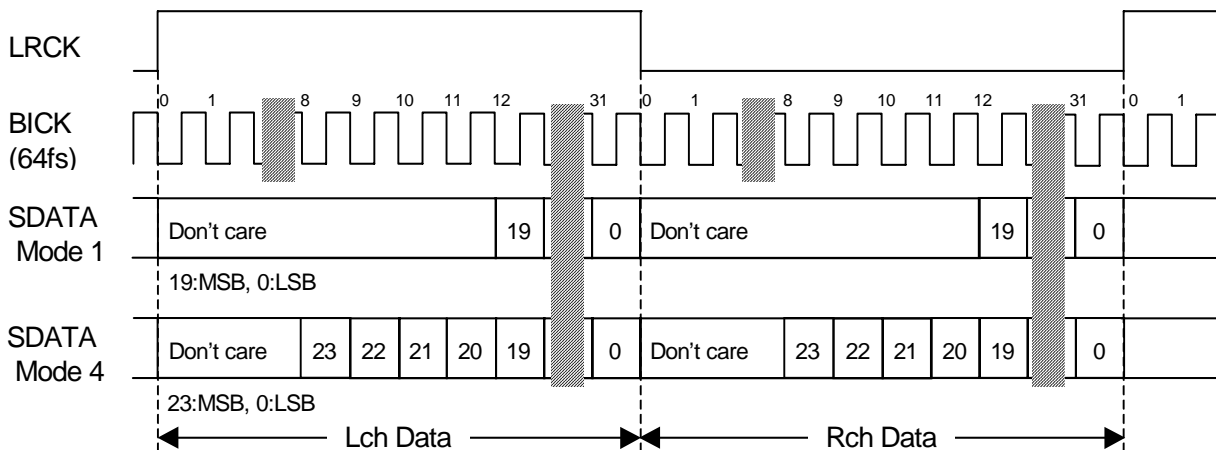 LRCK
0 1 8 9 10 11 12 31 0 1 8 9 10 11 12 31 0 1
BICK
(64fs)
SDATA
Mode 1
Don't care 19 0 Don't care 19 0
19:MSB, 0:LSB
SDATA
Mode 4
Don't care 23 22 21 20 19 0 Don't care 23 22 21 20 19 0
23:MSB, 0:LSB
Lch Data Rch Data